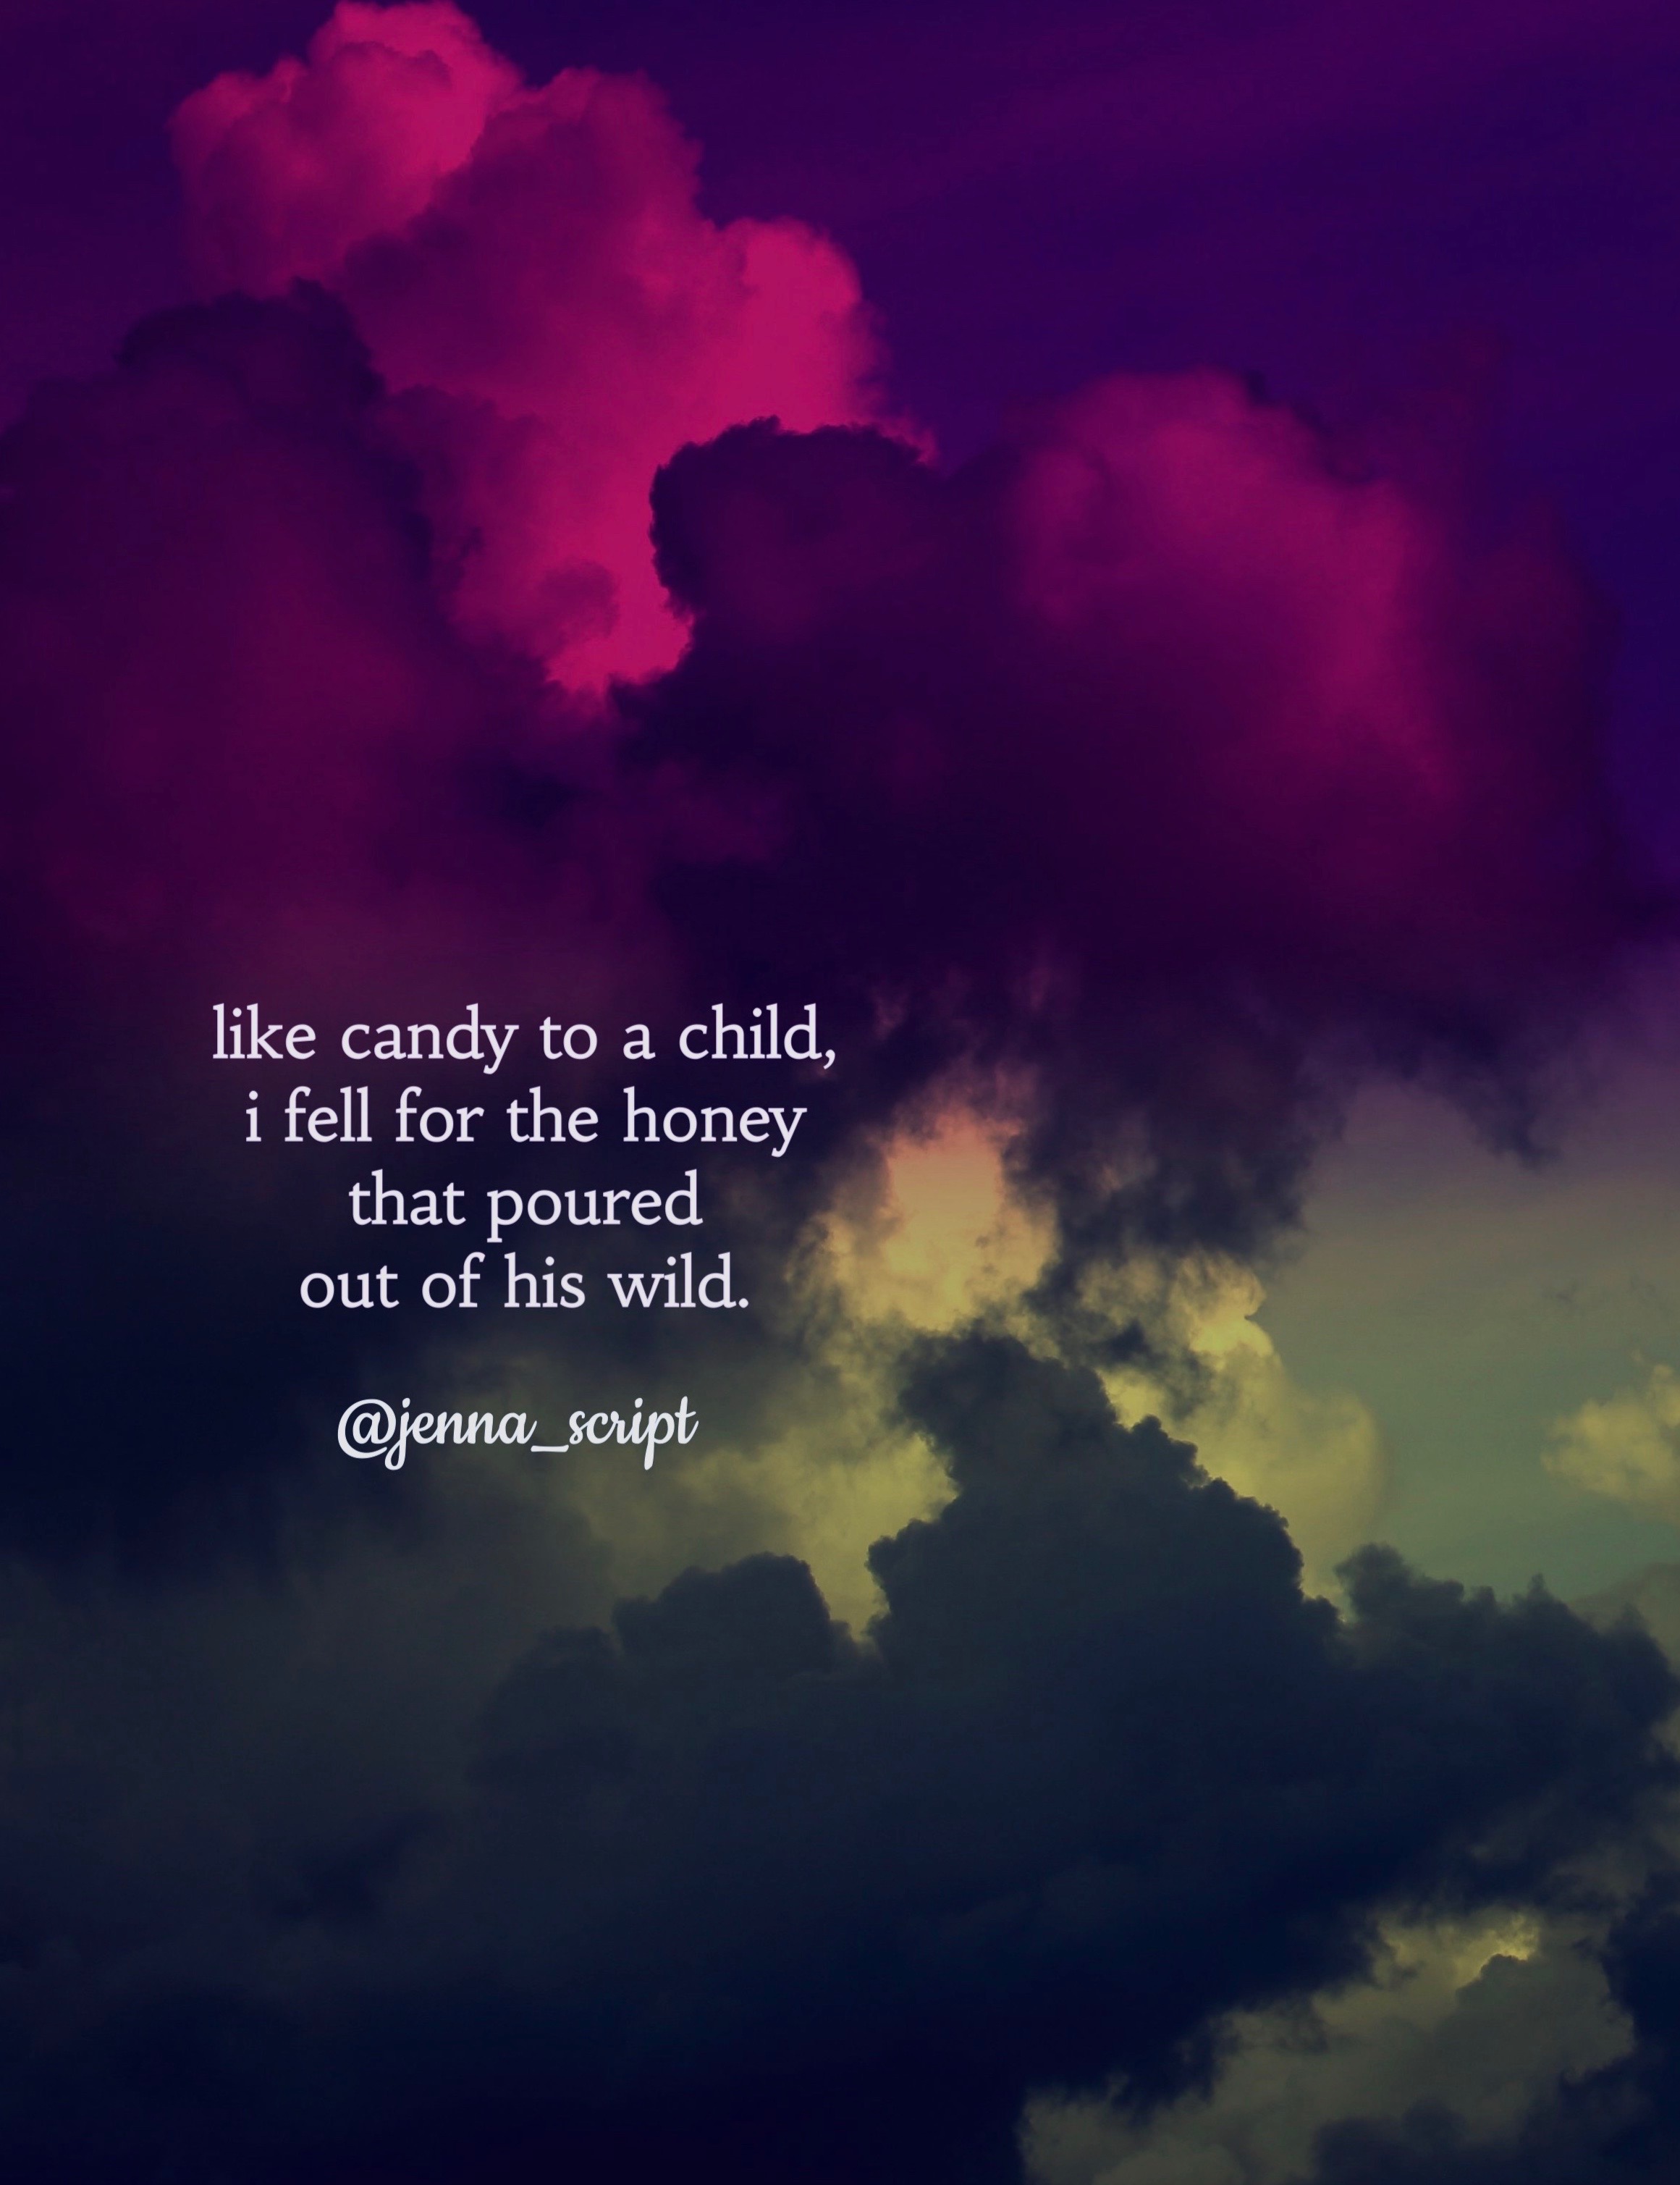 like candy to a child,
i fell for the honey
that poured
out of his wild.
@jenna_script